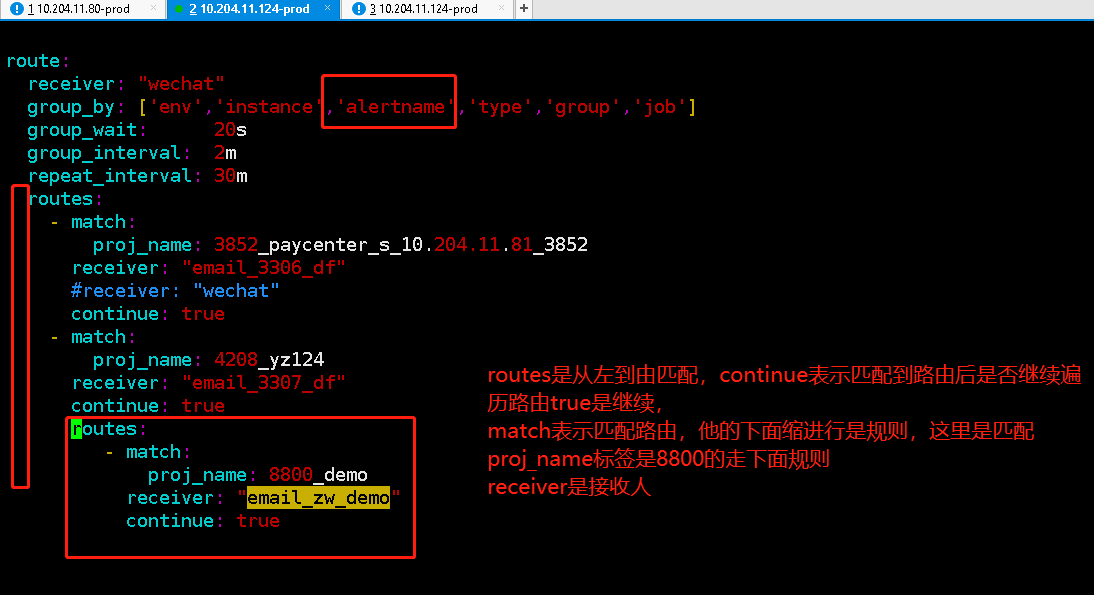 1 10.204.11.80-prod × 2 10.204.11.124-prod × 3 10.204.11.124-prod × +
route:
receiver: "wechat"
group_by: ['env','instance','alertname','type','group','job']
group_wait: 20s
group_interval: 2m
repeat_interval: 30m
routes:
- match:
proj_name: 3852_paycenter_s_10.204.11.81_3852
receiver: "email_3306_df"
#receiver: "wechat"
continue: true
- match:
proj_name: 4208_yz124
receiver: "email_3307_df"
continue: true
routes:
- match:
proj_name: 8800_demo
receiver: "email_zw_demo"
continue: true
routes是从左到由匹配，continue表示匹配到路由后是否继续遍
历路由true是继续，
match表示匹配路由，他的下面缩进行是规则，这里是匹配
proj_name标签是8800的走下面规则
receiver是接收人